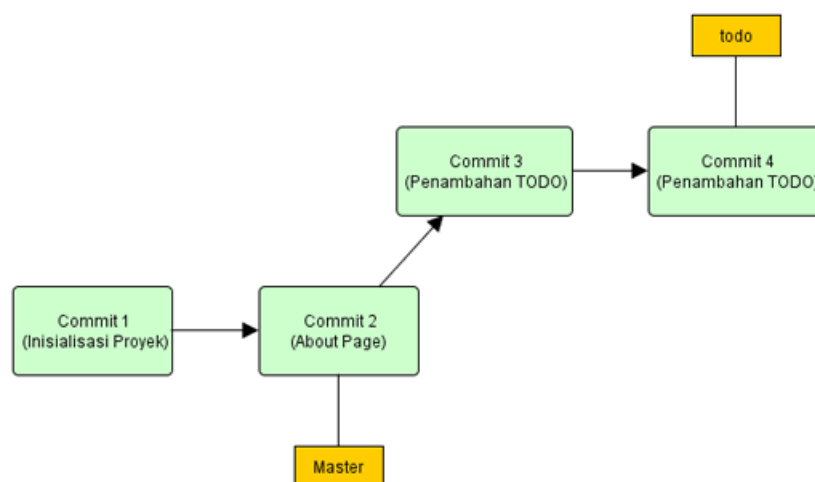 todo
Commit 3
(Penambahan TODO)
Commit 4
(Penambahan TODO)
Commit 1
(Inisialisasi Proyek)
Commit 2
(About Page)
Master